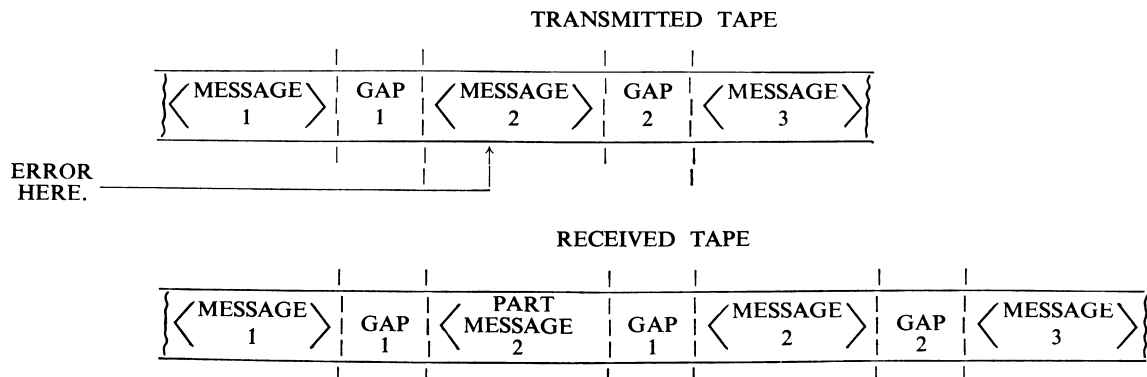 TRANSMITTED TAPE
MESSAGE 1
GAP 1
MESSAGE 2
GAP 2
MESSAGE 3
ERROR HERE.
RECEIVED TAPE
MESSAGE 1
GAP 1
PART MESSAGE 2
GAP 1
MESSAGE 2
GAP 2
MESSAGE 3